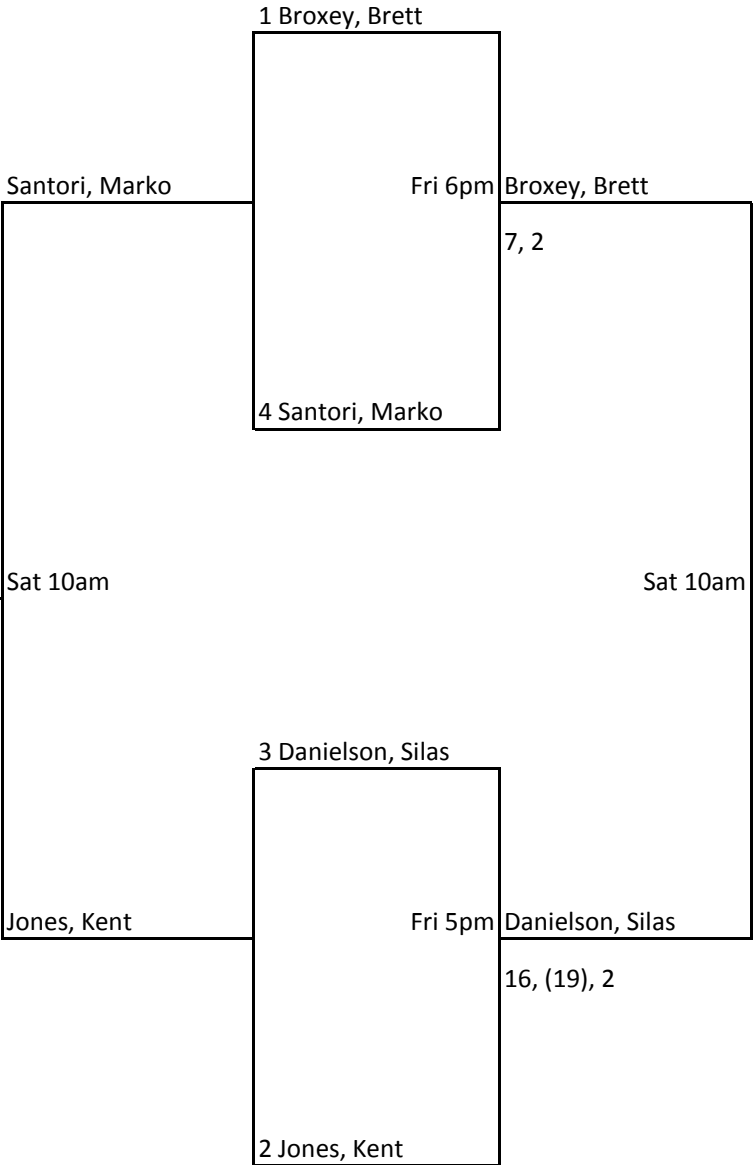 1 Broxey, Brett
Santori, Marko
Fri 6pm
Broxey, Brett
7, 2
4 Santori, Marko
Sat 10am
Sat 10am
3 Danielson, Silas
Jones, Kent
Fri 5pm
Danielson, Silas
16, (19), 2
2 Jones, Kent